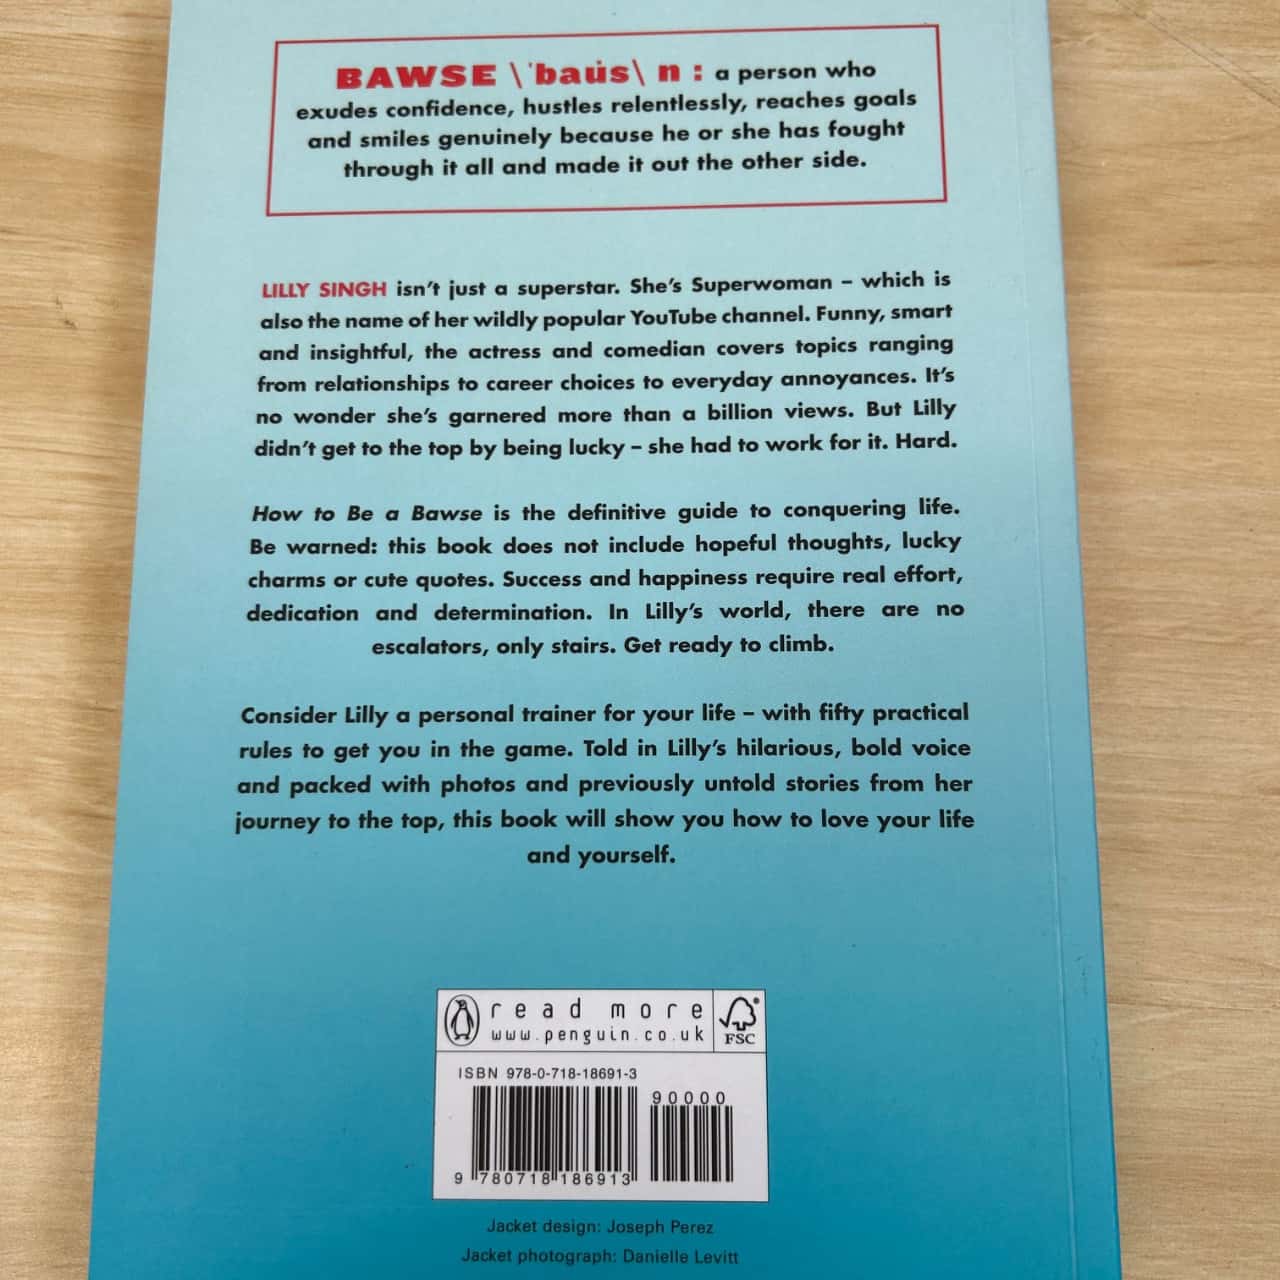 BAWSE \ˈbau̇s\ n : a person who
exudes confidence, hustles relentlessly, reaches goals
and smiles genuinely because he or she has fought
through it all and made it out the other side.
LILLY SINGH isn't just a superstar. She's Superwoman – which is
also the name of her wildly popular YouTube channel. Funny, smart
and insightful, the actress and comedian covers topics ranging
from relationships to career choices to everyday annoyances. It's
no wonder she's garnered more than a billion views. But Lilly
didn't get to the top by being lucky – she had to work for it. Hard.
How to Be a Bawse is the definitive guide to conquering life.
Be warned: this book does not include hopeful thoughts, lucky
charms or cute quotes. Success and happiness require real effort,
dedication and determination. In Lilly's world, there are no
escalators, only stairs. Get ready to climb.
Consider Lilly a personal trainer for your life – with fifty practical
rules to get you in the game. Told in Lilly's hilarious, bold voice
and packed with photos and previously untold stories from her
journey to the top, this book will show you how to love your life
and yourself.
read more
www.penguin.co.uk
FSC
ISBN 978-0-718-18691-3
90000
9 780718 186913
Jacket design: Joseph Perez
Jacket photograph: Danielle Levitt